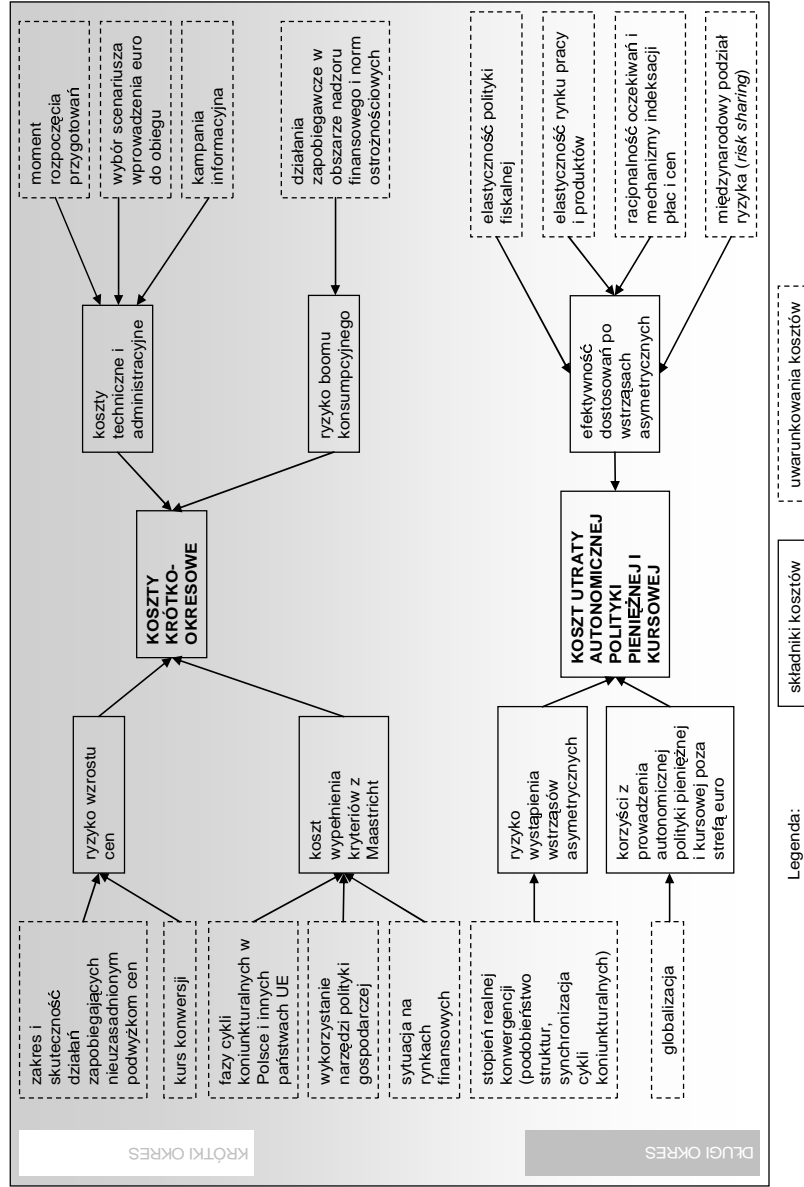 KRÓTKI OKRES
zakres i
skuteczność
działań
zapobiegających
nieuzasadnionym
podwyżkom cen
kurs konwersji
ryzyko wzrostu
cen
fazy cykli
koniunkturalnych w
Polsce i innych
państwach UE
wykorzystanie
narzędzi polityki
gospodarczej
sytuacja na
rynkach
finansowych
koszt
wypełnienia
kryteriów z
Maastricht
KOSZTY
KRÓTKO-
OKRESOWE
koszty
techniczne i
administracyjne
moment
rozpoczęcia
przygotowań
wybór scenariusza
wprowadzenia euro
do obiegu
kampania
informacyjna
ryzyko boomu
konsumpcyjnego
działania
zapobiegawcze w
obszarze nadzoru
finansowego i norm
ostrożnościowych
DŁUGI OKRES
stopień realnej
konwergencji
(podobieństwo
struktur,
synchronizacja
cykli
koniunkturalnych)
globalizacja
ryzyko
wystąpienia
wstrząsów
asymetrycznych
korzyści z
prowadzenia
autonomicznej
polityki pieniężnej
i kursowej poza
strefą euro
KOSZT UTRATY
AUTONOMICZNEJ
POLITYKI
PIENIĘŻNEJ I
KURSOWEJ
efektywność
dostosowań po
wstrząsach
asymetrycznych
elastyczność polityki
fiskalnej
elastyczność rynku pracy
i produktów
racjonalność oczekiwań i
mechanizmy indeksacji
płac i cen
międzynarodowy podział
ryzyka (risk sharing)
Legenda:
składniki kosztów
uwarunkowania kosztów